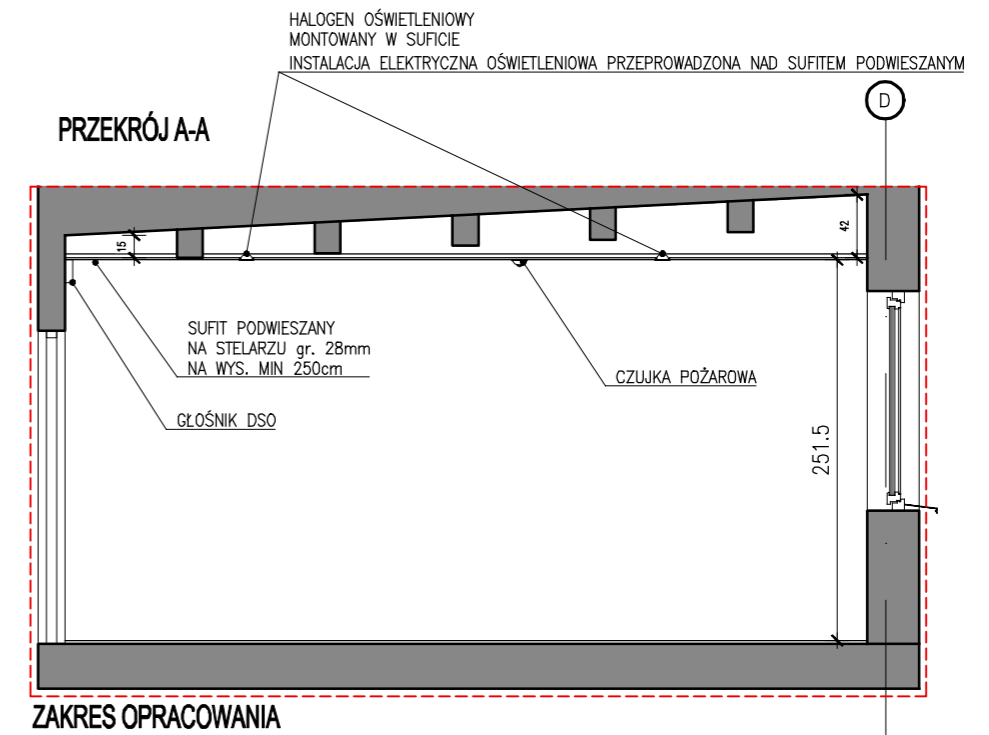 HALOGEN OŚWIETLENIOWY
MONTOWANY W SUFICIE
INSTALACJA ELEKTRYCZNA OŚWIETLENIOWA PRZEPROWADZONA NAD SUFITEM PODWIESZANYM
D
PRZEKRÓJ A-A
15
42
SUFIT PODWIESZANY
NA STELARZU gr. 28mm
NA WYS. MIN 250cm
CZUJKA POŻAROWA
GŁOŚNIK DSO
251.5
ZAKRES OPRACOWANIA